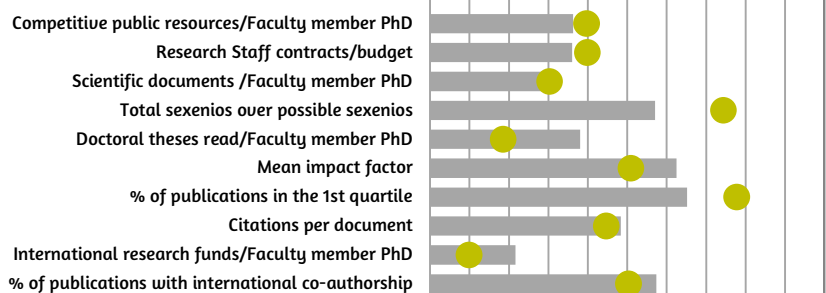 Competitive public resources/Faculty member PhD
Research Staff contracts/budget
Scientific documents /Faculty member PhD
Total sexenios over possible sexenios
Doctoral theses read/Faculty member PhD
Mean impact factor
% of publications in the 1st quartile
Citations per document
International research funds/Faculty member PhD
% of publications with international co-authorship